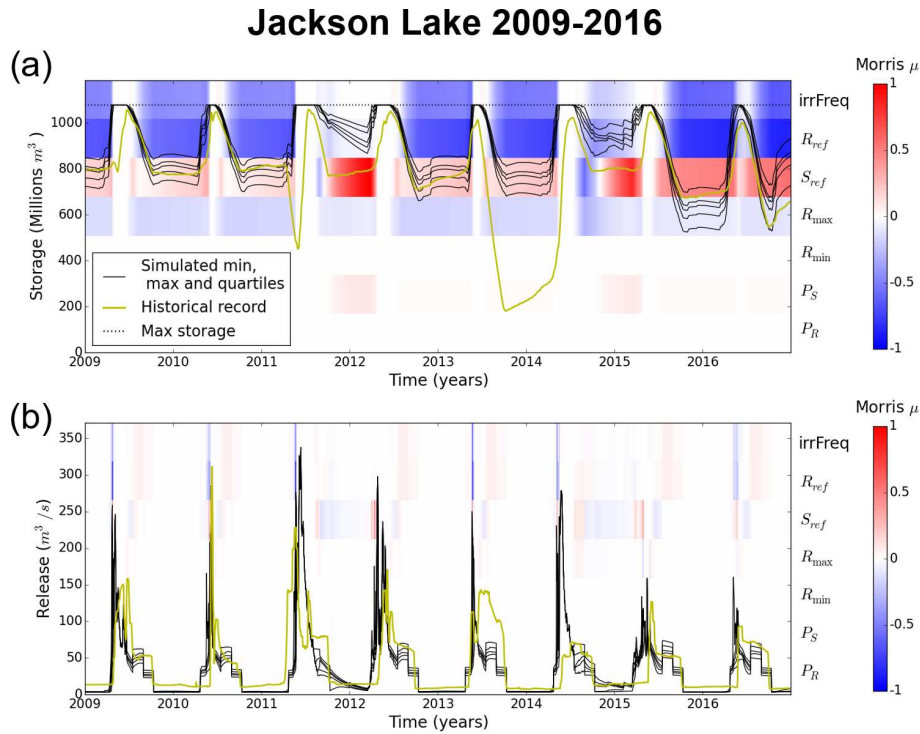 Jackson Lake 2009-2016
(a)
Morris μ
Storage (Millions m³)
1000
800
600
400
200
0
irrFreq
R_ref
S_ref
R_max
R_min
P_S
P_R
1
0.5
0
-0.5
-1
Simulated min,
max and quartiles
Historical record
Max storage
2009 2010 2011 2012 2013 2014 2015 2016
Time (years)
(b)
Morris μ
Release (m³/s)
350
300
250
200
150
100
50
0
irrFreq
R_ref
S_ref
R_max
R_min
P_S
P_R
1
0.5
0
-0.5
-1
2009 2010 2011 2012 2013 2014 2015 2016
Time (years)